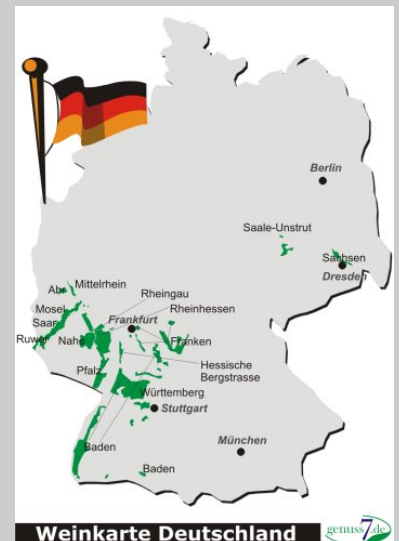 Berlin
Saale-Unstrut
Sachsen
Dresden
Ahr
Mittelrhein
Rheingau
Mosel
Rheinhessen
Saar
Frankfurt
Ruwer
Nahe
Franken
Pfalz
Hessische
Bergstrasse
Württemberg
Stuttgart
Baden
München
Baden
Weinkarte Deutschland
genuss7.de